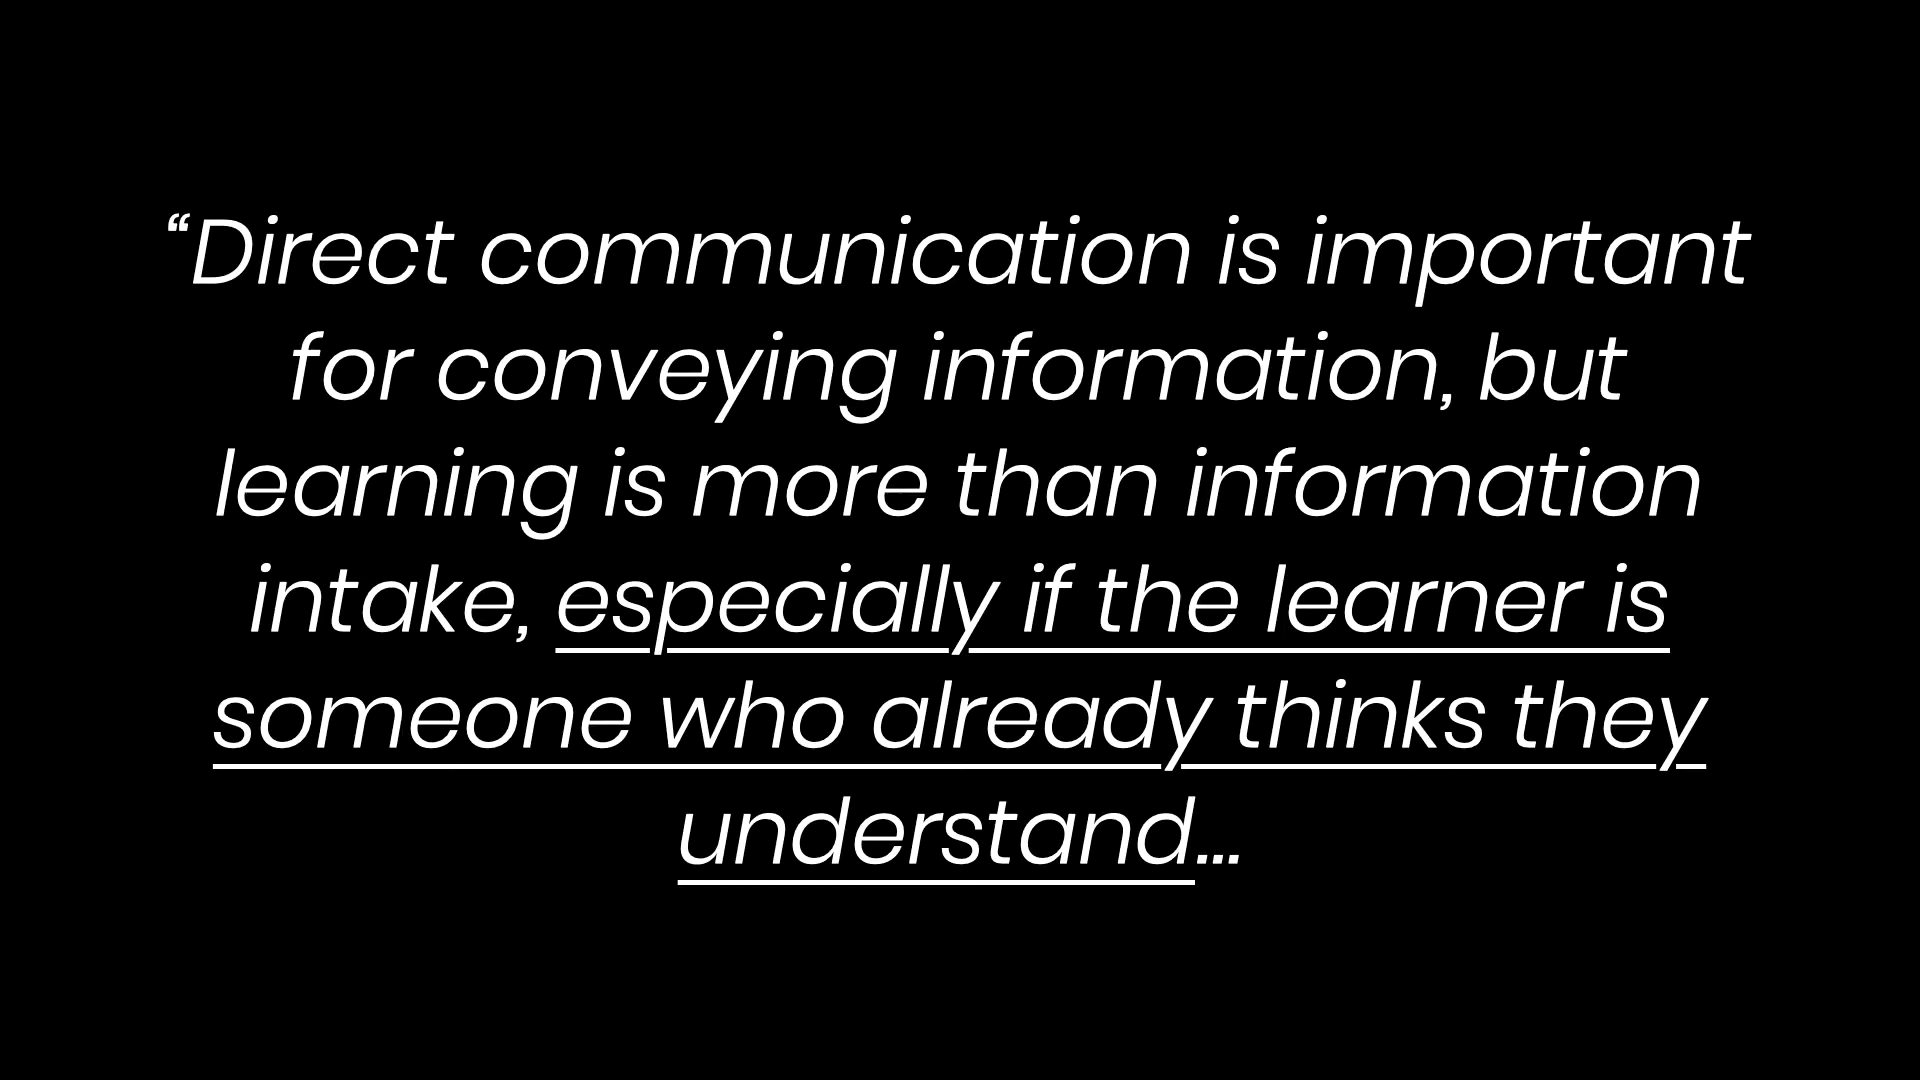 “Direct communication is important
for conveying information, but
learning is more than information
intake, especially if the learner is
someone who already thinks they
understand...